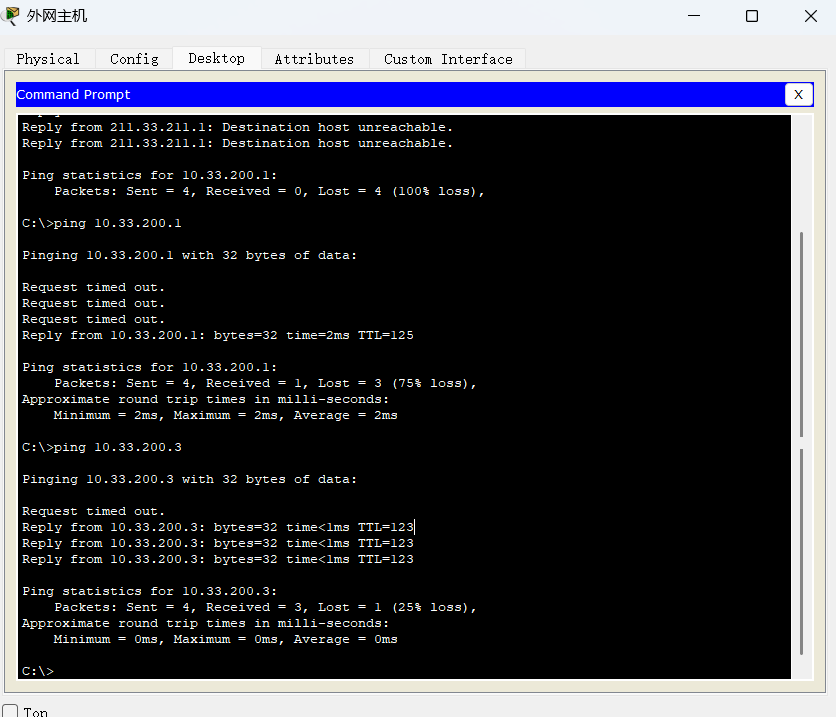 外网主机
Physical Config Desktop Attributes Custom Interface
Command Prompt X
Reply from 211.33.211.1: Destination host unreachable.
Reply from 211.33.211.1: Destination host unreachable.
Ping statistics for 10.33.200.1:
Packets: Sent = 4, Received = 0, Lost = 4 (100% loss),
C:\>ping 10.33.200.1
Pinging 10.33.200.1 with 32 bytes of data:
Request timed out.
Request timed out.
Request timed out.
Reply from 10.33.200.1: bytes=32 time=2ms TTL=125
Ping statistics for 10.33.200.1:
Packets: Sent = 4, Received = 1, Lost = 3 (75% loss),
Approximate round trip times in milli-seconds:
Minimum = 2ms, Maximum = 2ms, Average = 2ms
C:\>ping 10.33.200.3
Pinging 10.33.200.3 with 32 bytes of data:
Request timed out.
Reply from 10.33.200.3: bytes=32 time<1ms TTL=123
Reply from 10.33.200.3: bytes=32 time<1ms TTL=123
Reply from 10.33.200.3: bytes=32 time<1ms TTL=123
Ping statistics for 10.33.200.3:
Packets: Sent = 4, Received = 3, Lost = 1 (25% loss),
Approximate round trip times in milli-seconds:
Minimum = 0ms, Maximum = 0ms, Average = 0ms
C:\>
Top